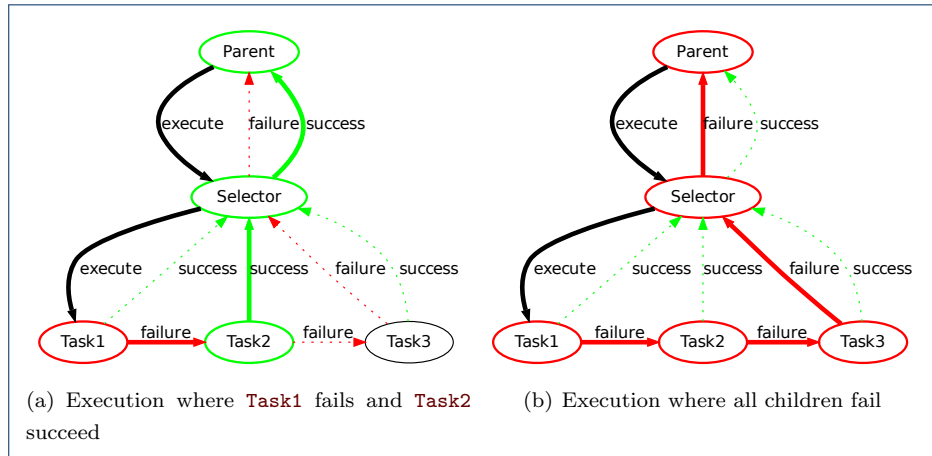 Parent
execute
failure
success
Selector
execute
success
success
failure
success
Task1
failure
Task2
failure
Task3
(a) Execution where Task1 fails and Task2
succeed
Parent
execute
failure
success
Selector
execute
success
success
failure
success
Task1
failure
Task2
failure
Task3
(b) Execution where all children fail